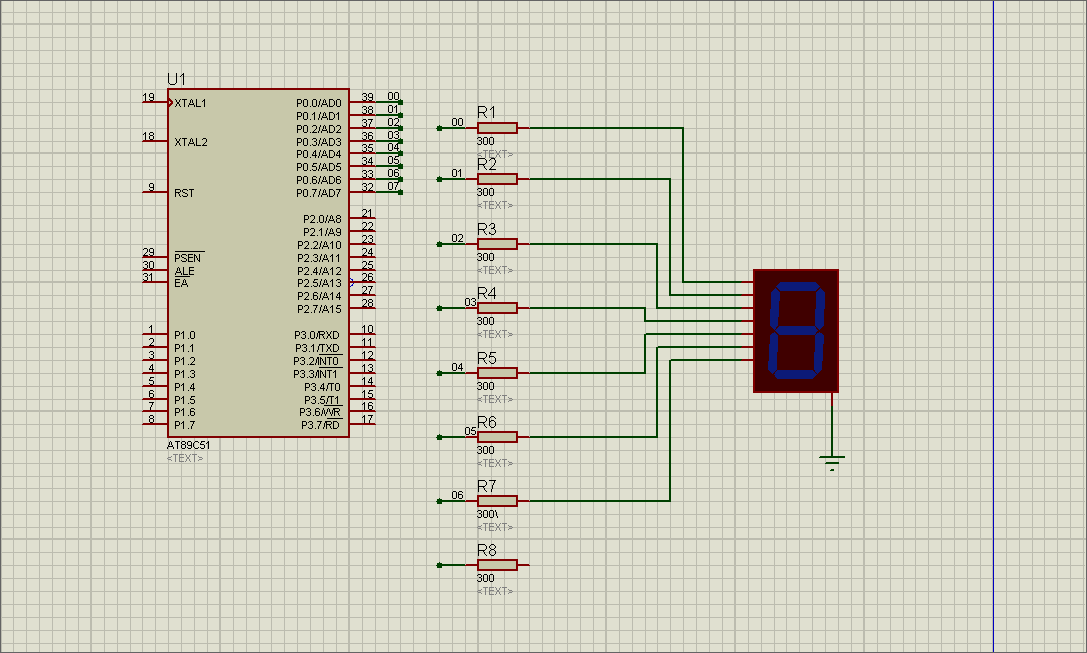 U1
19 XTAL1
18 XTAL2
9 RST
29 PSEN
30 ALE
31 EA
1 P1.0
2 P1.1
3 P1.2
4 P1.3
5 P1.4
6 P1.5
7 P1.6
8 P1.7
P0.0/AD0 39 00
P0.1/AD1 38 01
P0.2/AD2 37 02
P0.3/AD3 36 03
P0.4/AD4 35 04
P0.5/AD5 34 05
P0.6/AD6 33 06
P0.7/AD7 32 07
P2.0/A8 21
P2.1/A9 22
P2.2/A10 23
P2.3/A11 24
P2.4/A12 25
P2.5/A13 26
P2.6/A14 27
P2.7/A15 28
P3.0/RXD 10
P3.1/TXD 11
P3.2/INT0 12
P3.3/INT1 13
P3.4/T0 14
P3.5/T1 15
P3.6/WR 16
P3.7/RD 17
AT89C51
<TEXT>
R1
00
300
<TEXT>
R2
01
300
<TEXT>
R3
02
300
<TEXT>
R4
03
300
<TEXT>
R5
04
300
<TEXT>
R6
05
300
<TEXT>
R7
06
300\
<TEXT>
R8
300
<TEXT>